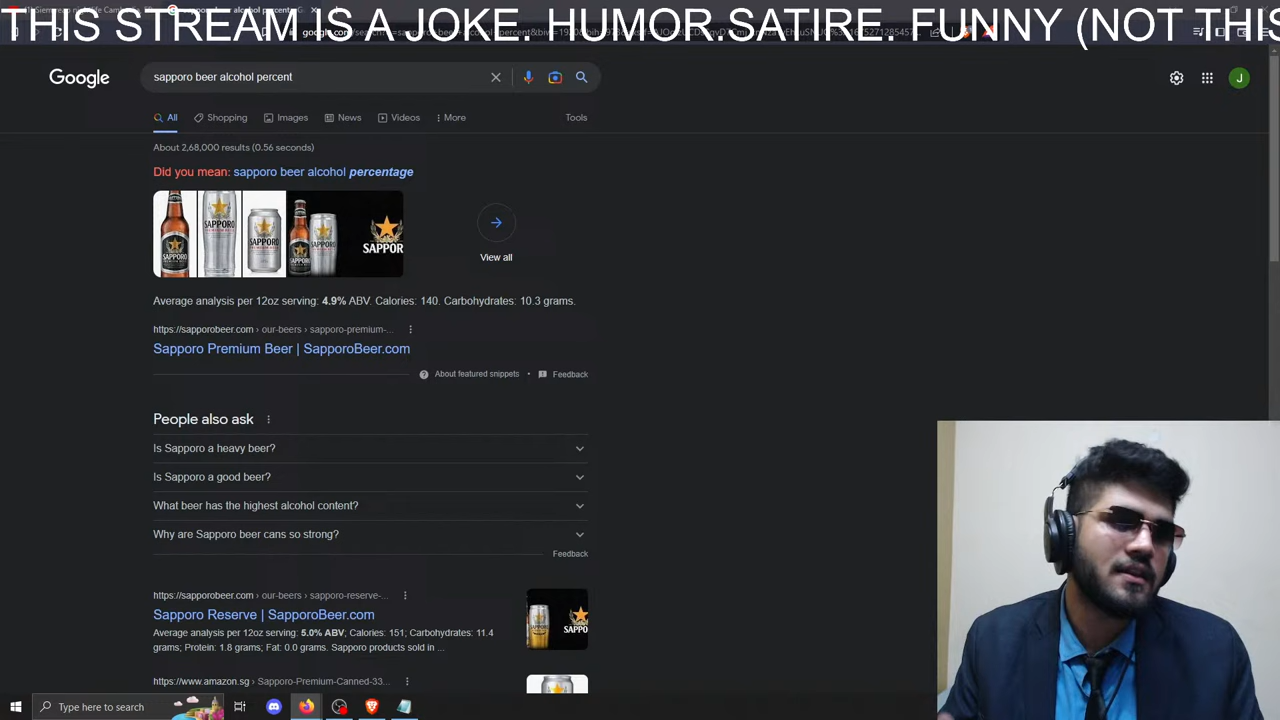 THIS STREAM IS A JOKE. HUMOR.SATIRE. FUNNY (NOT THIS
Google
sapporo beer alcohol percent
J
All
Shopping
Images
News
Videos
More
Tools
About 2,68,000 results (0.56 seconds)
Did you mean: sapporo beer alcohol percentage
SAPPORO
SAPPORO
SAPPOR
View all
Average analysis per 12oz serving: 4.9% ABV. Calories: 140. Carbohydrates: 10.3 grams.
https://sapporobeer.com › our-beers › sapporo-premium-...
Sapporo Premium Beer | SapporoBeer.com
About featured snippets • Feedback
People also ask
Is Sapporo a heavy beer?
Is Sapporo a good beer?
What beer has the highest alcohol content?
Why are Sapporo beer cans so strong?
Feedback
https://sapporobeer.com › our-beers › sapporo-reserve-...
Sapporo Reserve | SapporoBeer.com
Average analysis per 12oz serving: 5.0% ABV; Calories: 151; Carbohydrates: 11.4
grams; Protein: 1.8 grams; Fat: 0.0 grams. Sapporo products sold in ...
SAPPO
https://www.amazon.sg › Sapporo-Premium-Canned-33...
Type here to search